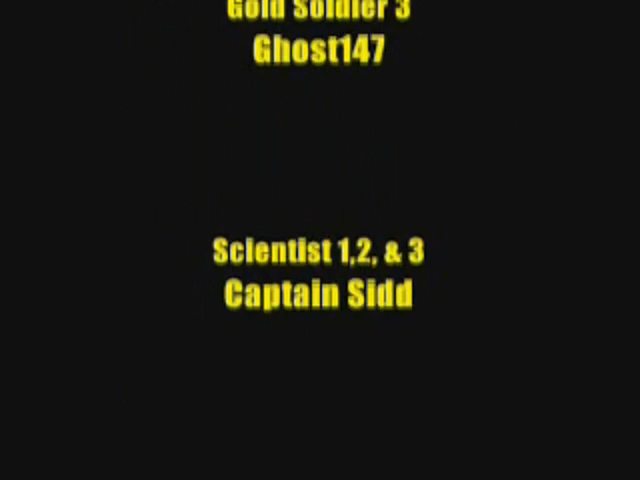 Gold Soldier 3
Ghost147
Scientist 1,2, & 3
Captain Sidd